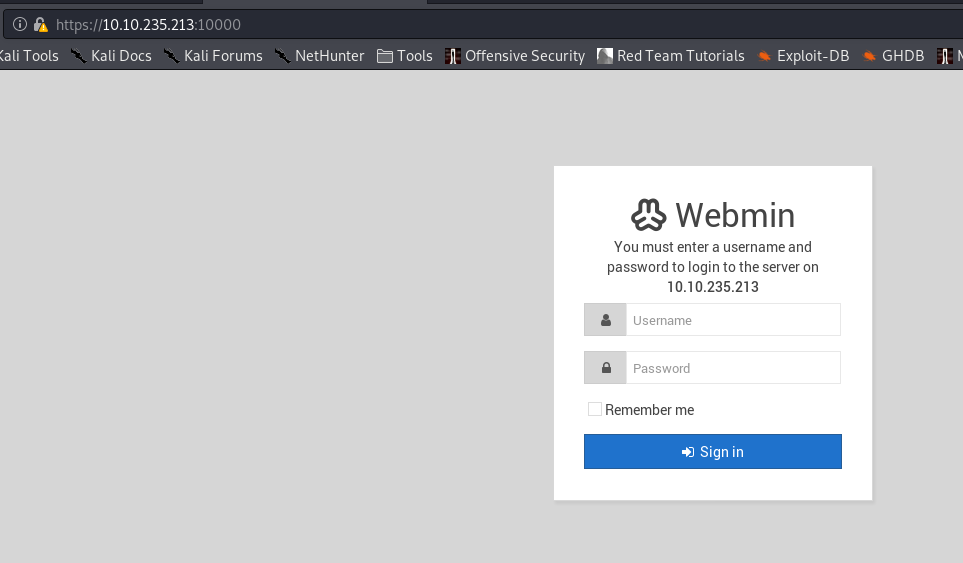 https://10.10.235.213:10000
Kali Tools Kali Docs Kali Forums NetHunter Tools Offensive Security Red Team Tutorials Exploit-DB GHDB
Webmin
You must enter a username and
password to login to the server on
10.10.235.213
Username
Password
Remember me
Sign in